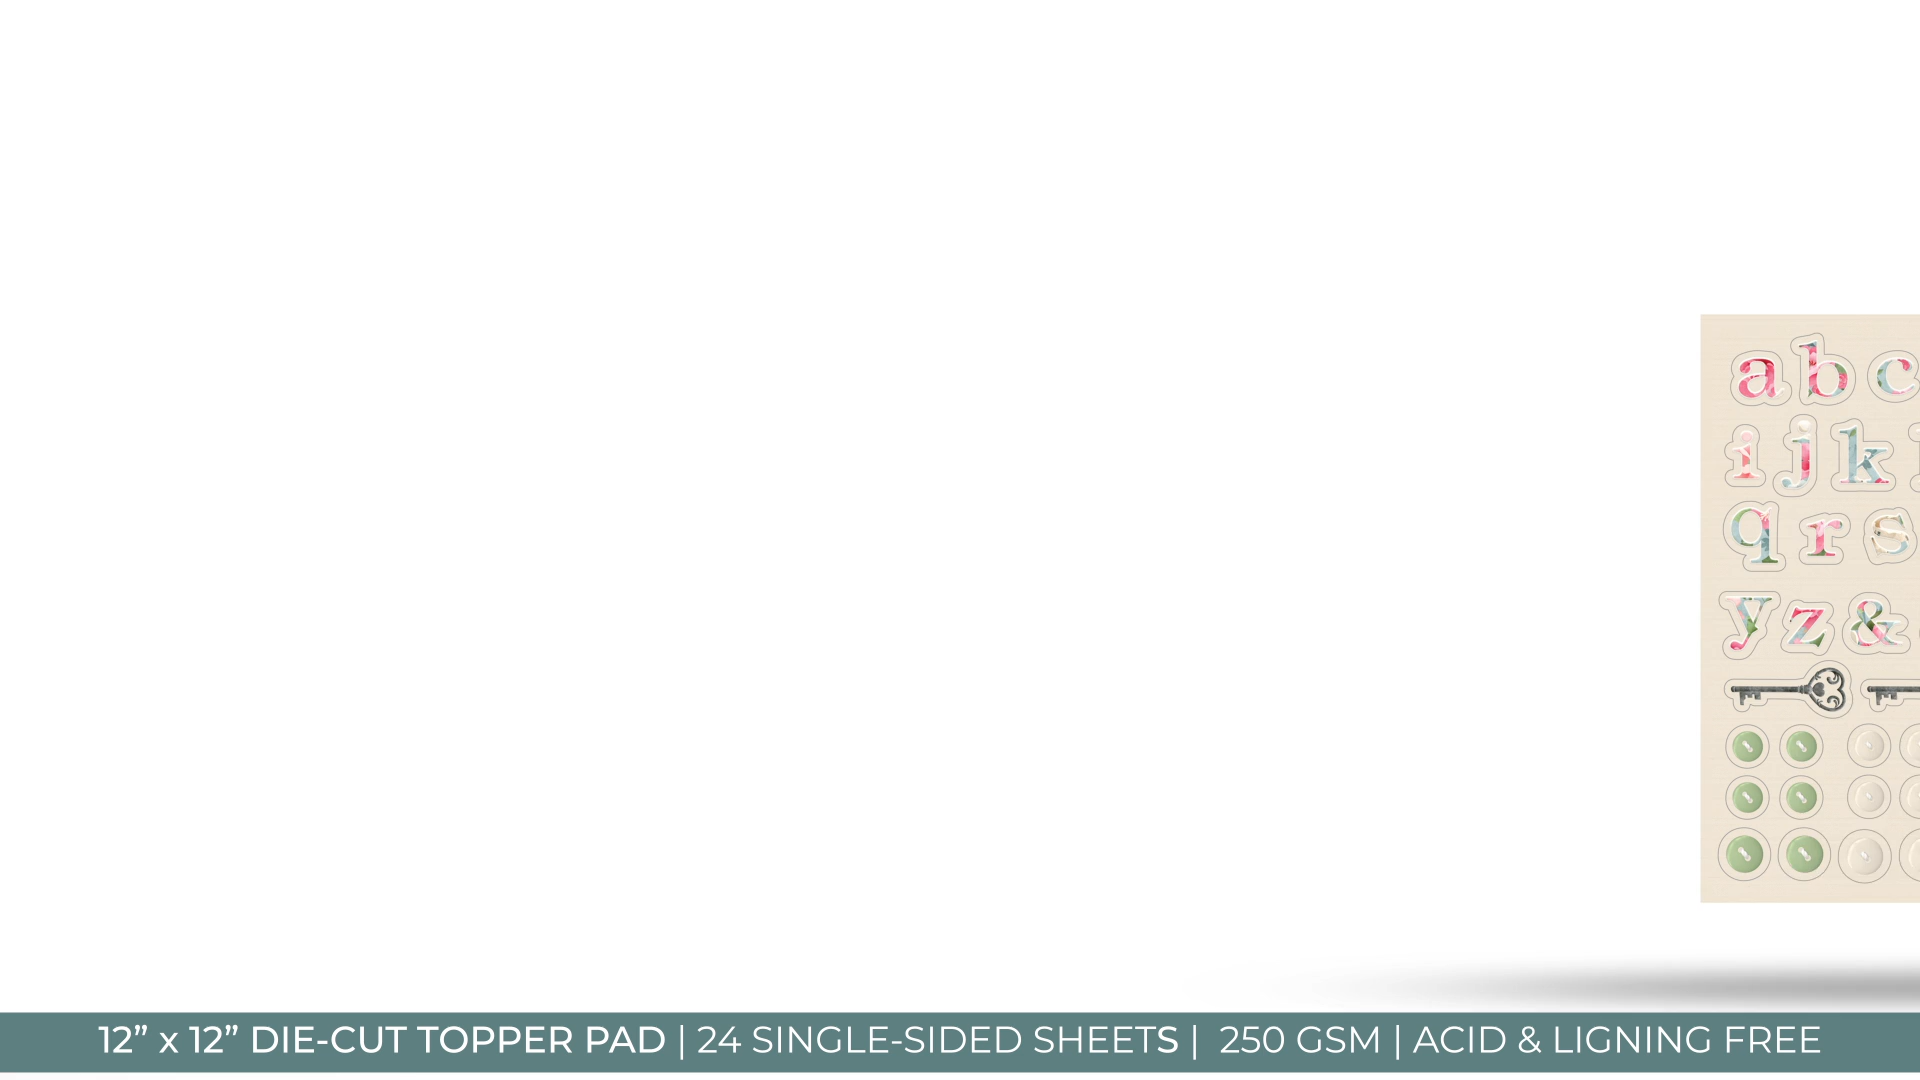 a b c
i j k
q r s
y z &
12” x 12” DIE-CUT TOPPER PAD | 24 SINGLE-SIDED SHEETS | 250 GSM | ACID & LIGNING FREE